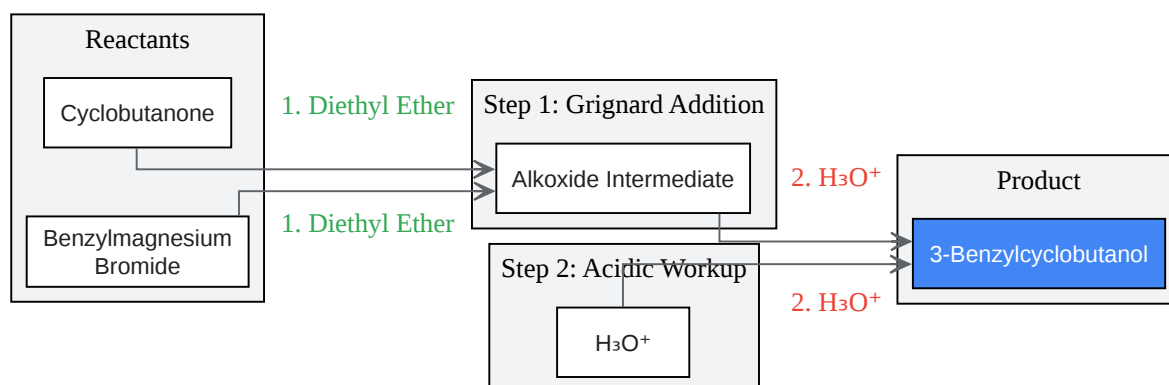 Reactants
Cyclobutanone
Benzylmagnesium
Bromide
1. Diethyl Ether
1. Diethyl Ether
Step 1: Grignard Addition
Alkoxide Intermediate
Step 2: Acidic Workup
H₃O⁺
2. H₃O⁺
2. H₃O⁺
Product
3-Benzylcyclobutanol